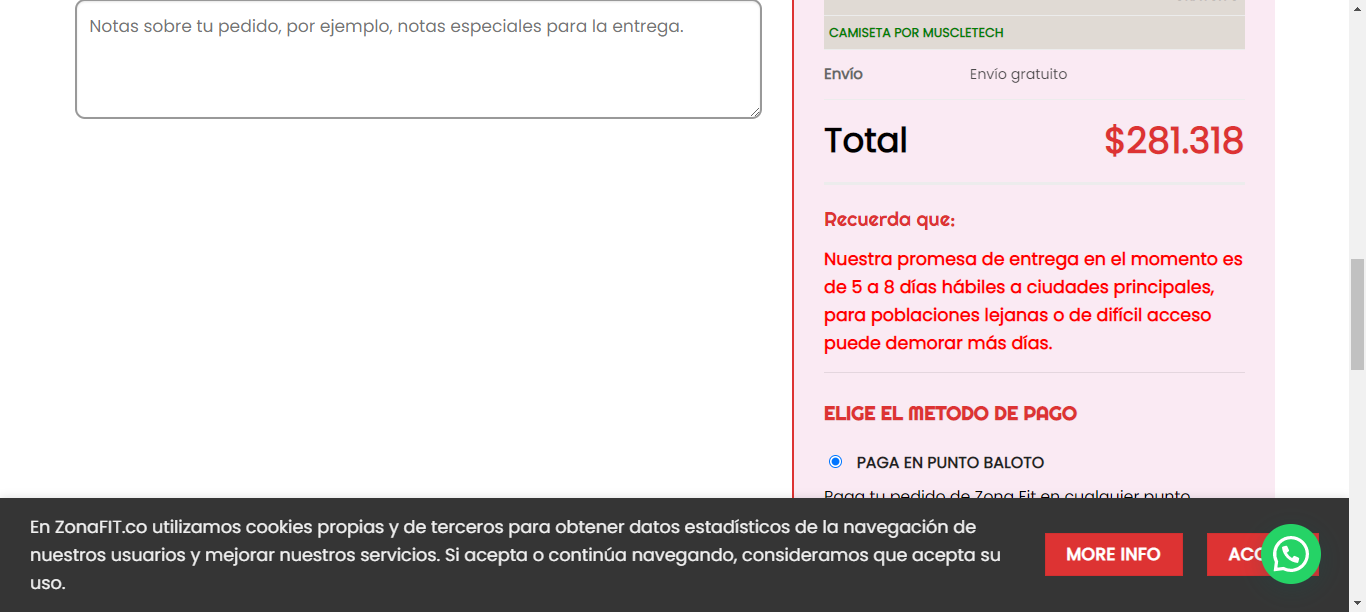 Notas sobre tu pedido, por ejemplo, notas especiales para la entrega.
CAMISETA POR MUSCLETECH
Envío Envío gratuito
Total $281.318
Recuerda que:
Nuestra promesa de entrega en el momento es
de 5 a 8 días hábiles a ciudades principales,
para poblaciones lejanas o de difícil acceso
puede demorar más días.
ELIGE EL METODO DE PAGO
PAGA EN PUNTO BALOTO
Paga tu pedido de Zona Fit en cualquier punto
En ZonaFIT.co utilizamos cookies propias y de terceros para obtener datos estadísticos de la navegación de
nuestros usuarios y mejorar nuestros servicios. Si acepta o continúa navegando, consideramos que acepta su
uso.
MORE INFO